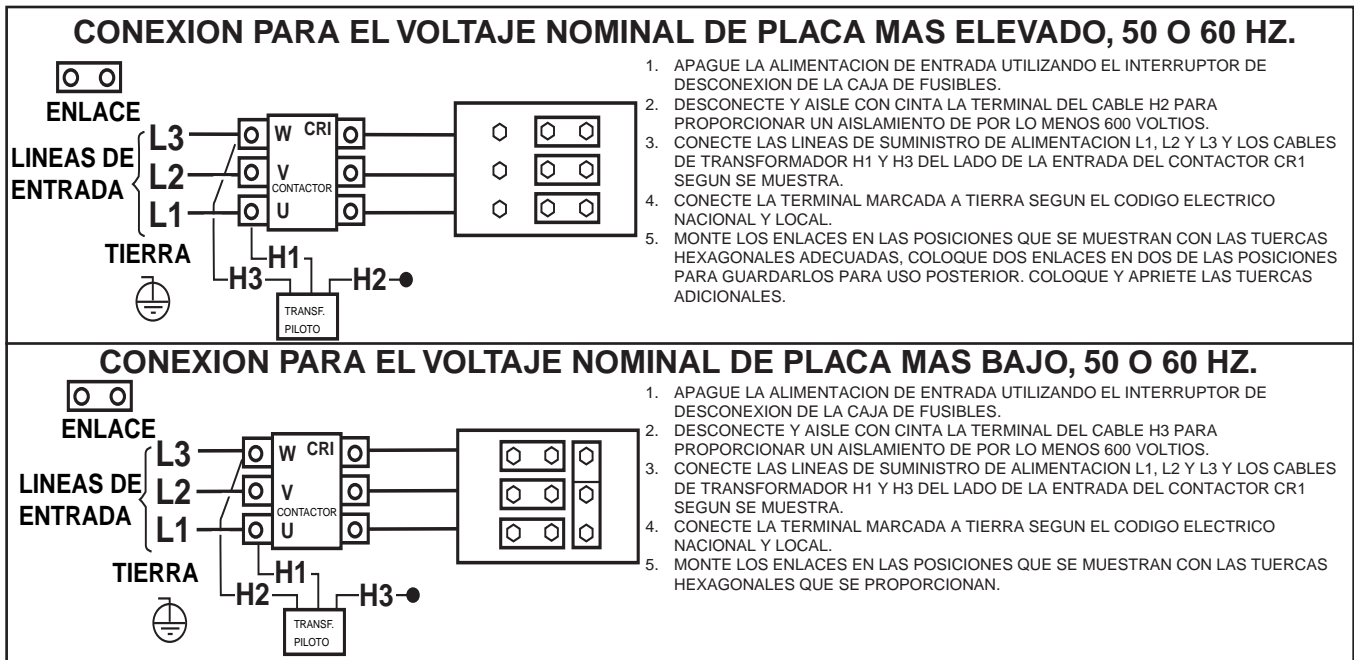 CONEXION PARA EL VOLTAJE NOMINAL DE PLACA MAS ELEVADO, 50 O 60 HZ.
ENLACE
LINEAS DE
ENTRADA
L3
L2
L1
TIERRA
W CRI
V
CONTACTOR
U
H1
H3
H2
TRANSF.
PILOTO
1. APAGUE LA ALIMENTACION DE ENTRADA UTILIZANDO EL INTERRUPTOR DE
DESCONEXION DE LA CAJA DE FUSIBLES.
2. DESCONECTE Y AISLE CON CINTA LA TERMINAL DEL CABLE H2 PARA
PROPORCIONAR UN AISLAMIENTO DE POR LO MENOS 600 VOLTIOS.
3. CONECTE LAS LINEAS DE SUMINISTRO DE ALIMENTACION L1, L2 Y L3 Y LOS CABLES
DE TRANSFORMADOR H1 Y H3 DEL LADO DE LA ENTRADA DEL CONTACTOR CR1
SEGUN SE MUESTRA.
4. CONECTE LA TERMINAL MARCADA A TIERRA SEGUN EL CODIGO ELECTRICO
NACIONAL Y LOCAL.
5. MONTE LOS ENLACES EN LAS POSICIONES QUE SE MUESTRAN CON LAS TUERCAS
HEXAGONALES ADECUADAS, COLOQUE DOS ENLACES EN DOS DE LAS POSICIONES
PARA GUARDARLOS PARA USO POSTERIOR. COLOQUE Y APRIETE LAS TUERCAS
ADICIONALES.
CONEXION PARA EL VOLTAJE NOMINAL DE PLACA MAS BAJO, 50 O 60 HZ.
ENLACE
LINEAS DE
ENTRADA
L3
L2
L1
TIERRA
W CRI
V
CONTACTOR
U
H1
H2
H3
TRANSF.
PILOTO
1. APAGUE LA ALIMENTACION DE ENTRADA UTILIZANDO EL INTERRUPTOR DE
DESCONEXION DE LA CAJA DE FUSIBLES.
2. DESCONECTE Y AISLE CON CINTA LA TERMINAL DEL CABLE H3 PARA
PROPORCIONAR UN AISLAMIENTO DE POR LO MENOS 600 VOLTIOS.
3. CONECTE LAS LINEAS DE SUMINISTRO DE ALIMENTACION L1, L2 Y L3 Y LOS CABLES
DE TRANSFORMADOR H1 Y H3 DEL LADO DE LA ENTRADA DEL CONTACTOR CR1
SEGUN SE MUESTRA.
4. CONECTE LA TERMINAL MARCADA A TIERRA SEGUN EL CODIGO ELECTRICO
NACIONAL Y LOCAL.
5. MONTE LOS ENLACES EN LAS POSICIONES QUE SE MUESTRAN CON LAS TUERCAS
HEXAGONALES QUE SE PROPORCIONAN.